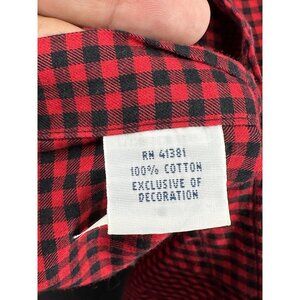 RN 41381
100% COTTON
EXCLUSIVE OF
DECORATION